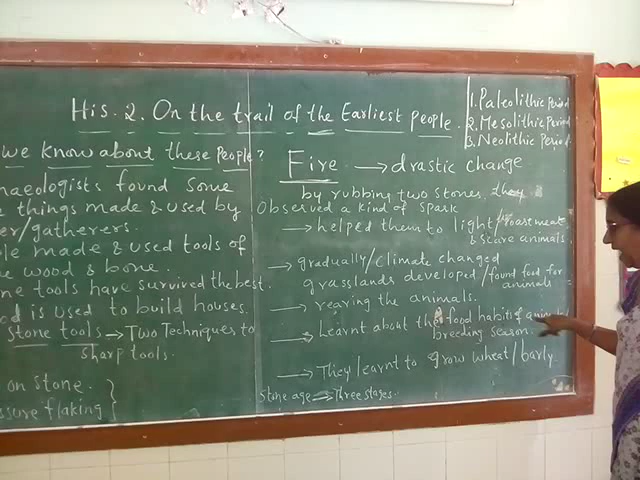 His. 2. On the trail of the Earliest people.
1. Paleolithic Period
2. Mesolithic Period
3. Neolithic Period
we know about these People?
haeologists found some
things made & used by
er/gatherers.
ple made & used tools of
ne wood & bone.
one tools have survived the best.
od is used to build houses.
stone tools → Two Techniques to
sharp tools.
on stone.
ssure flaking
Fire → drastic change
by rubbing two stones, they
Observed a kind of spark
→ helped them to light/roast meat
& scare animals.
→ gradually/climate changed
grasslands developed/found food for
animals
→ rearing the animals.
→ Learnt about the food habits of
breeding season.
→ They learnt to grow wheat/barly.
Stone age → Three stages.